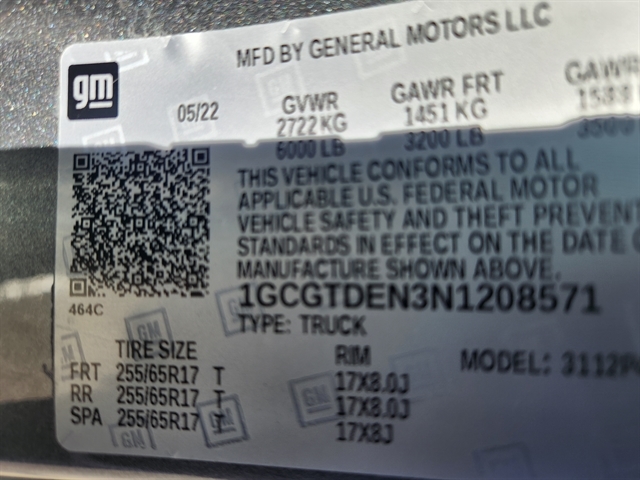 MFD BY GENERAL MOTORS LLC
gm
05/22 GVWR GAWR FRT GAWR
2722 KG 1451 KG
6000 LB 3200 LB
THIS VEHICLE CONFORMS TO ALL
APPLICABLE U.S. FEDERAL MOTOR
VEHICLE SAFETY AND THEFT PREVENT
STANDARDS IN EFFECT ON THE DATE O
MANUFACTURE SHOWN ABOVE.
464C 1GCGTDEN3N1208571
TYPE: TRUCK
TIRE SIZE RIM MODEL:
FRT 255/65R17 T 17X8.0J
RR 255/65R17 T 17X8.0J
SPA 255/65R17 T 17X8J
GM